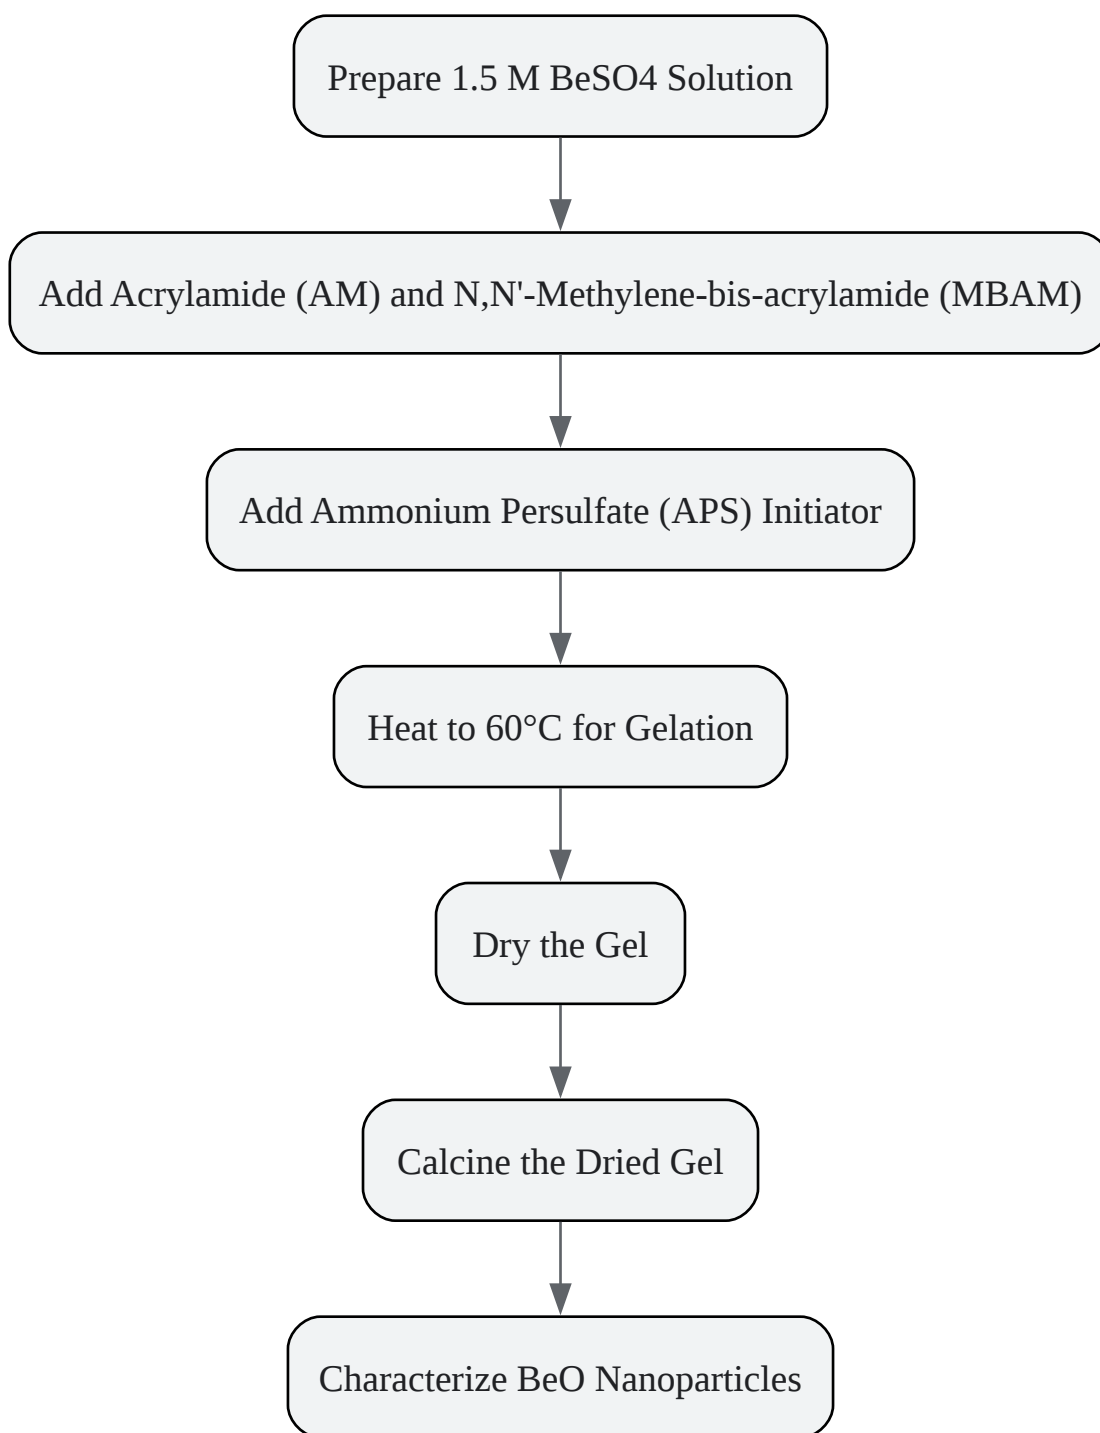 Prepare 1.5 M BeSO4 Solution
Add Acrylamide (AM) and N,N'-Methylene-bis-acrylamide (MBAM)
Add Ammonium Persulfate (APS) Initiator
Heat to 60°C for Gelation
Dry the Gel
Calcine the Dried Gel
Characterize BeO Nanoparticles